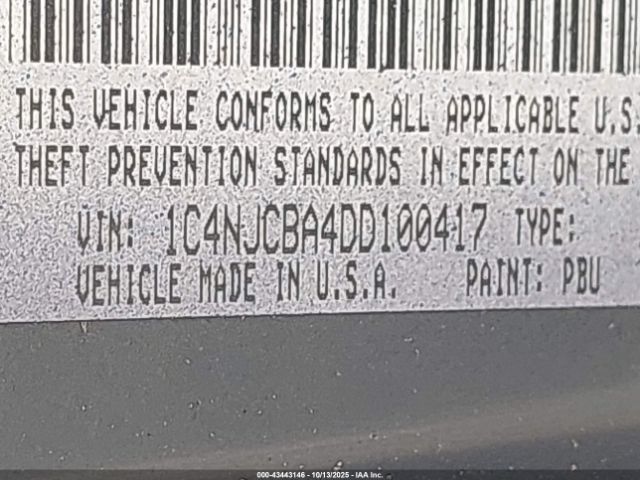 THIS VEHICLE CONFORMS TO ALL APPLICABLE U.S
THEFT PREVENTION STANDARDS IN EFFECT ON THE
VIN: 1C4NJCBA4DD100417 TYPE:
VEHICLE MADE IN U.S.A. PAINT: PBU
000-43443146 - 10/13/2025 - IAA Inc.